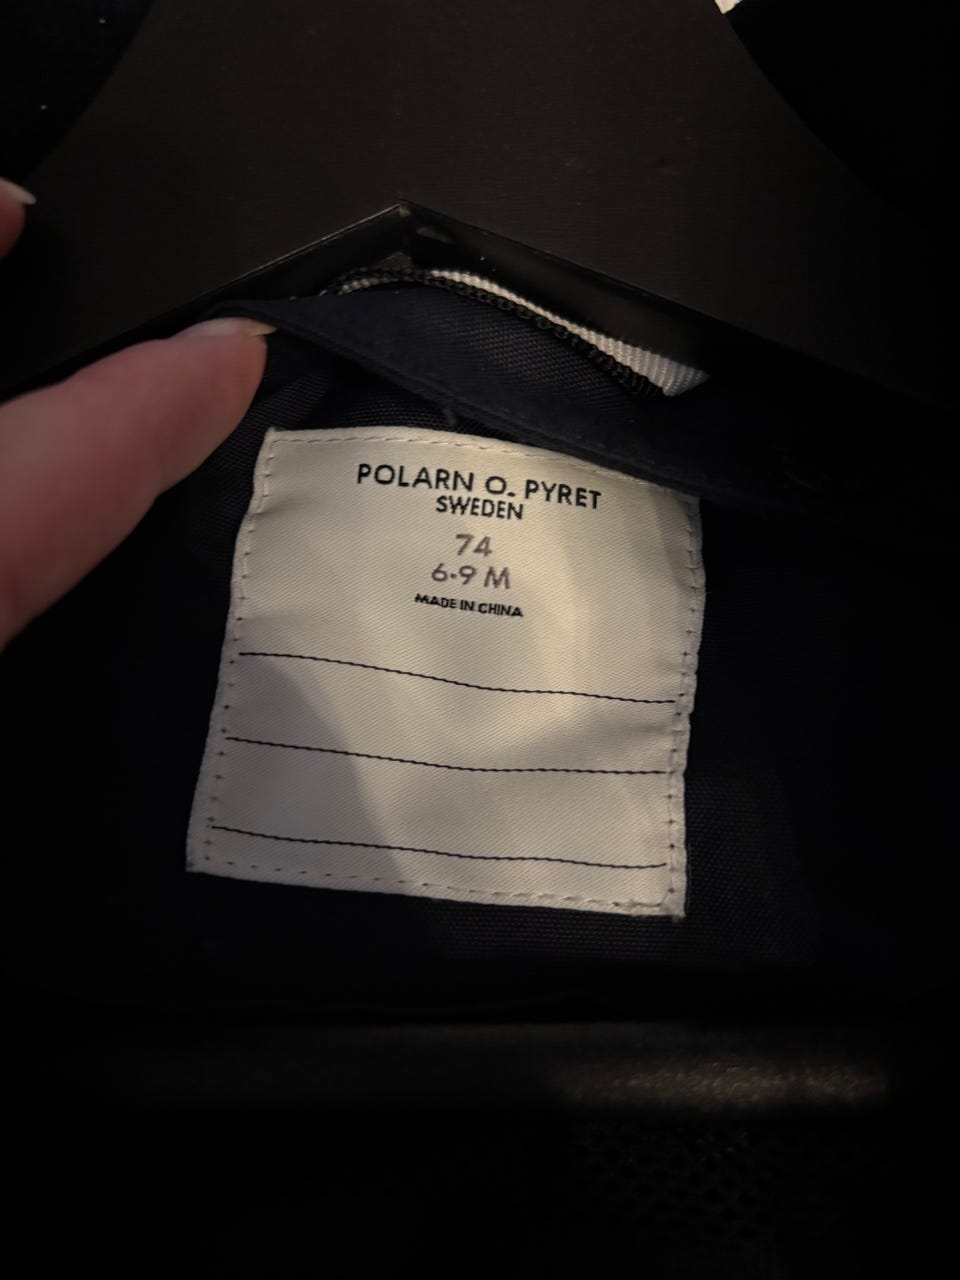 POLARN O. PYRET
SWEDEN
74
6-9 M
MADE IN CHINA